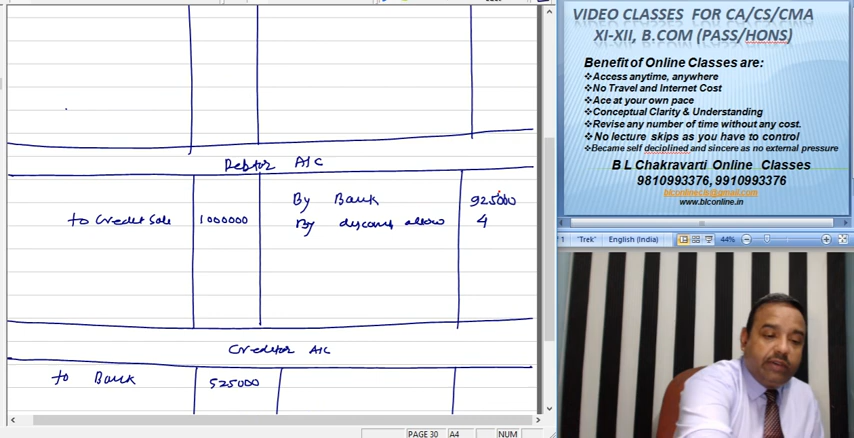 VIDEO CLASSES FOR CA/CS/CMA
XI-XII, B.COM (PASS/HONS)
Benefit of Online Classes are:
❖Access anytime, anywhere
❖No Travel and Internet Cost
❖Ace at your own pace
❖Conceptual Clarity & Understanding
❖Revise any number of time without any cost.
❖No lecture skips as you have to control
❖Became self deciplined and sincere as no external pressure
B L Chakravarti Online Classes
9810993376, 9910993376
www.blconline.in
"Trek" English (India) 44%
Debtor A/C
By Bank 925000
to Credit Sale 1000000 By discount allow 4
Creditor A/C
to Bank 525000
PAGE 30 A4 NUM